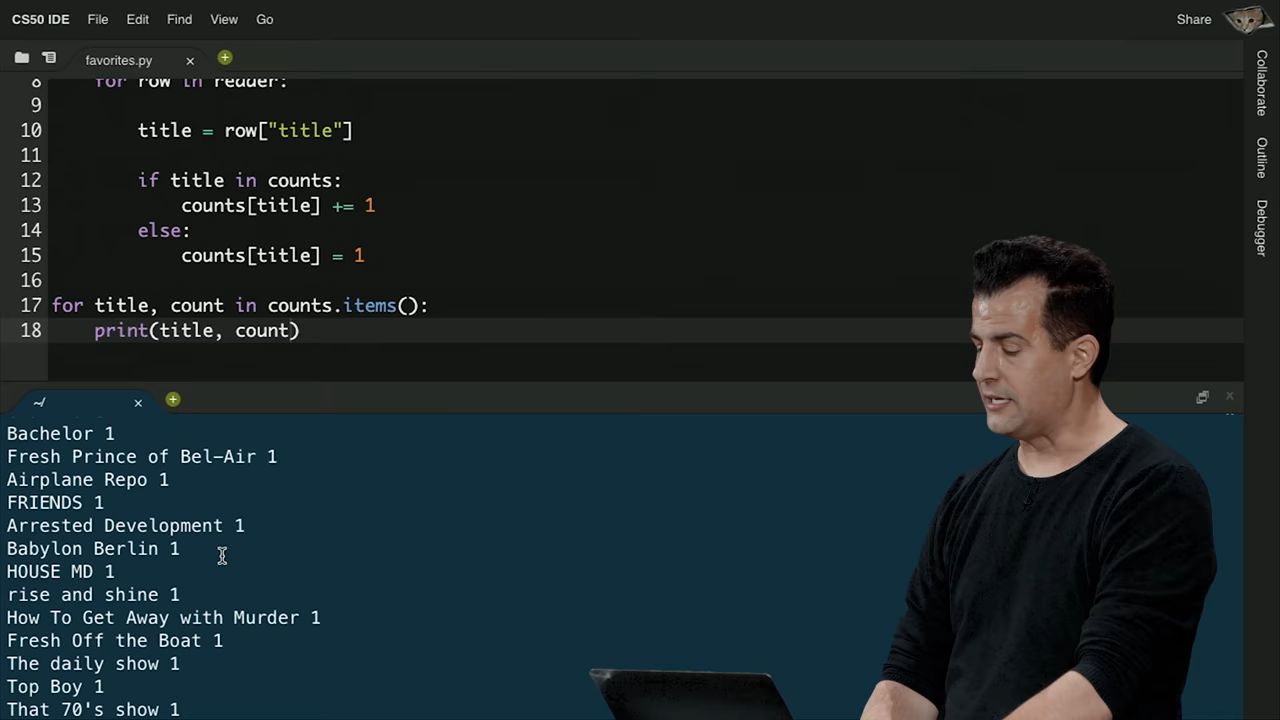 CS50 IDE File Edit Find View Go Share
favorites.py
8 for row in reader:
9
10 title = row["title"]
11
12 if title in counts:
13 counts[title] += 1
14 else:
15 counts[title] = 1
16
17 for title, count in counts.items():
18 print(title, count)
~/
Bachelor 1
Fresh Prince of Bel-Air 1
Airplane Repo 1
FRIENDS 1
Arrested Development 1
Babylon Berlin 1
HOUSE MD 1
rise and shine 1
How To Get Away with Murder 1
Fresh Off the Boat 1
The daily show 1
Top Boy 1
That 70's show 1
Collaborate
Outline
Debugger